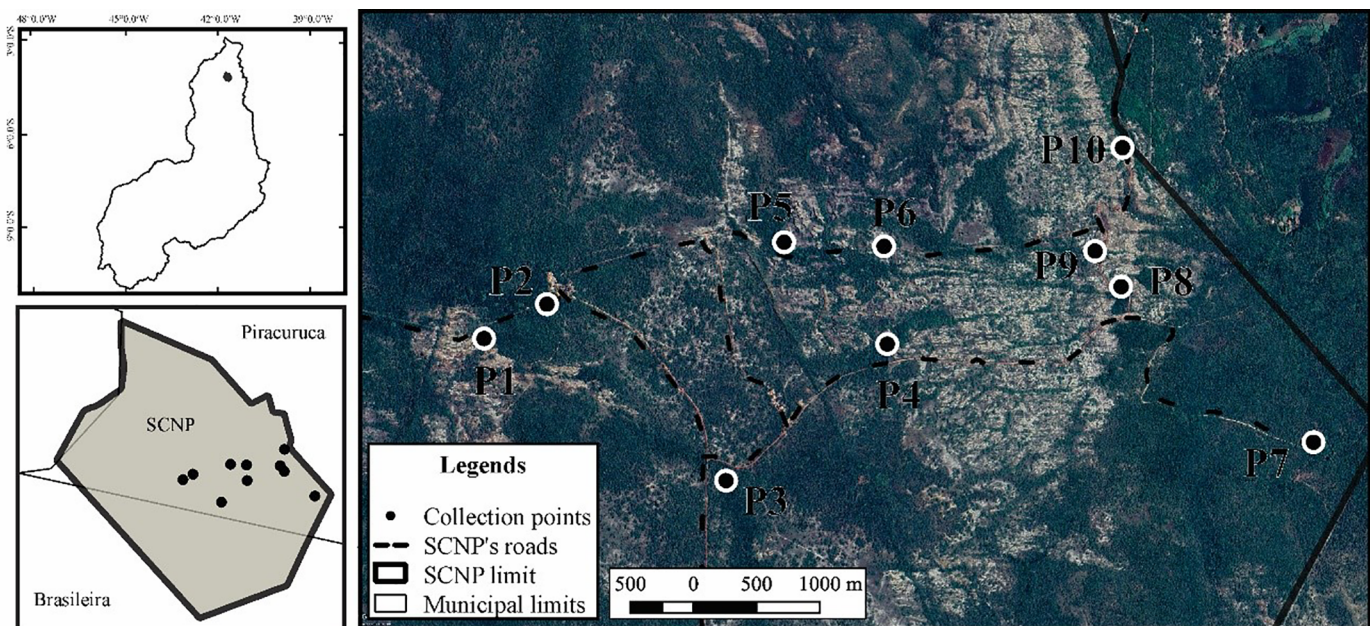 48°0.0'W 45°0.0'W 42°0.0'W 39°0.0'W
3°0.0'S
6°0.0'S
9°0.0'S
Piracuruca
SCNP
Brasileira
P10
P5
P6
P9
P2
P8
P1
P4
P7
P3
Legends
Collection points
SCNP's roads
SCNP limit
Municipal limits
500 0 500 1000 m